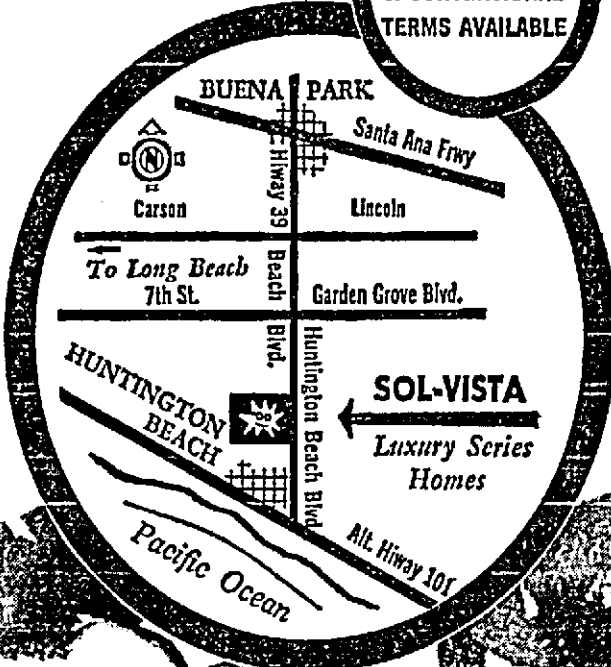 TERMS AVAILABLE
BUENA PARK
Santa Ana Frwy
N
Hiway 39
Carson
Lincoln
To Long Beach
7th St.
Garden Grove Blvd.
Beach Blvd.
Huntington Beach Blvd.
HUNTINGTON
BEACH
SOL-VISTA
Luxury Series
Homes
Alt. Hiway 101
Pacific Ocean